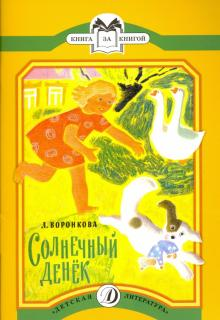 КНИГА ЗА КНИГОЙ
Л. ВОРОНКОВА
СОЛНЕЧНЫЙ
ДЕНЁК
"ДЕТСКАЯ ЛИТЕРАТУРА"